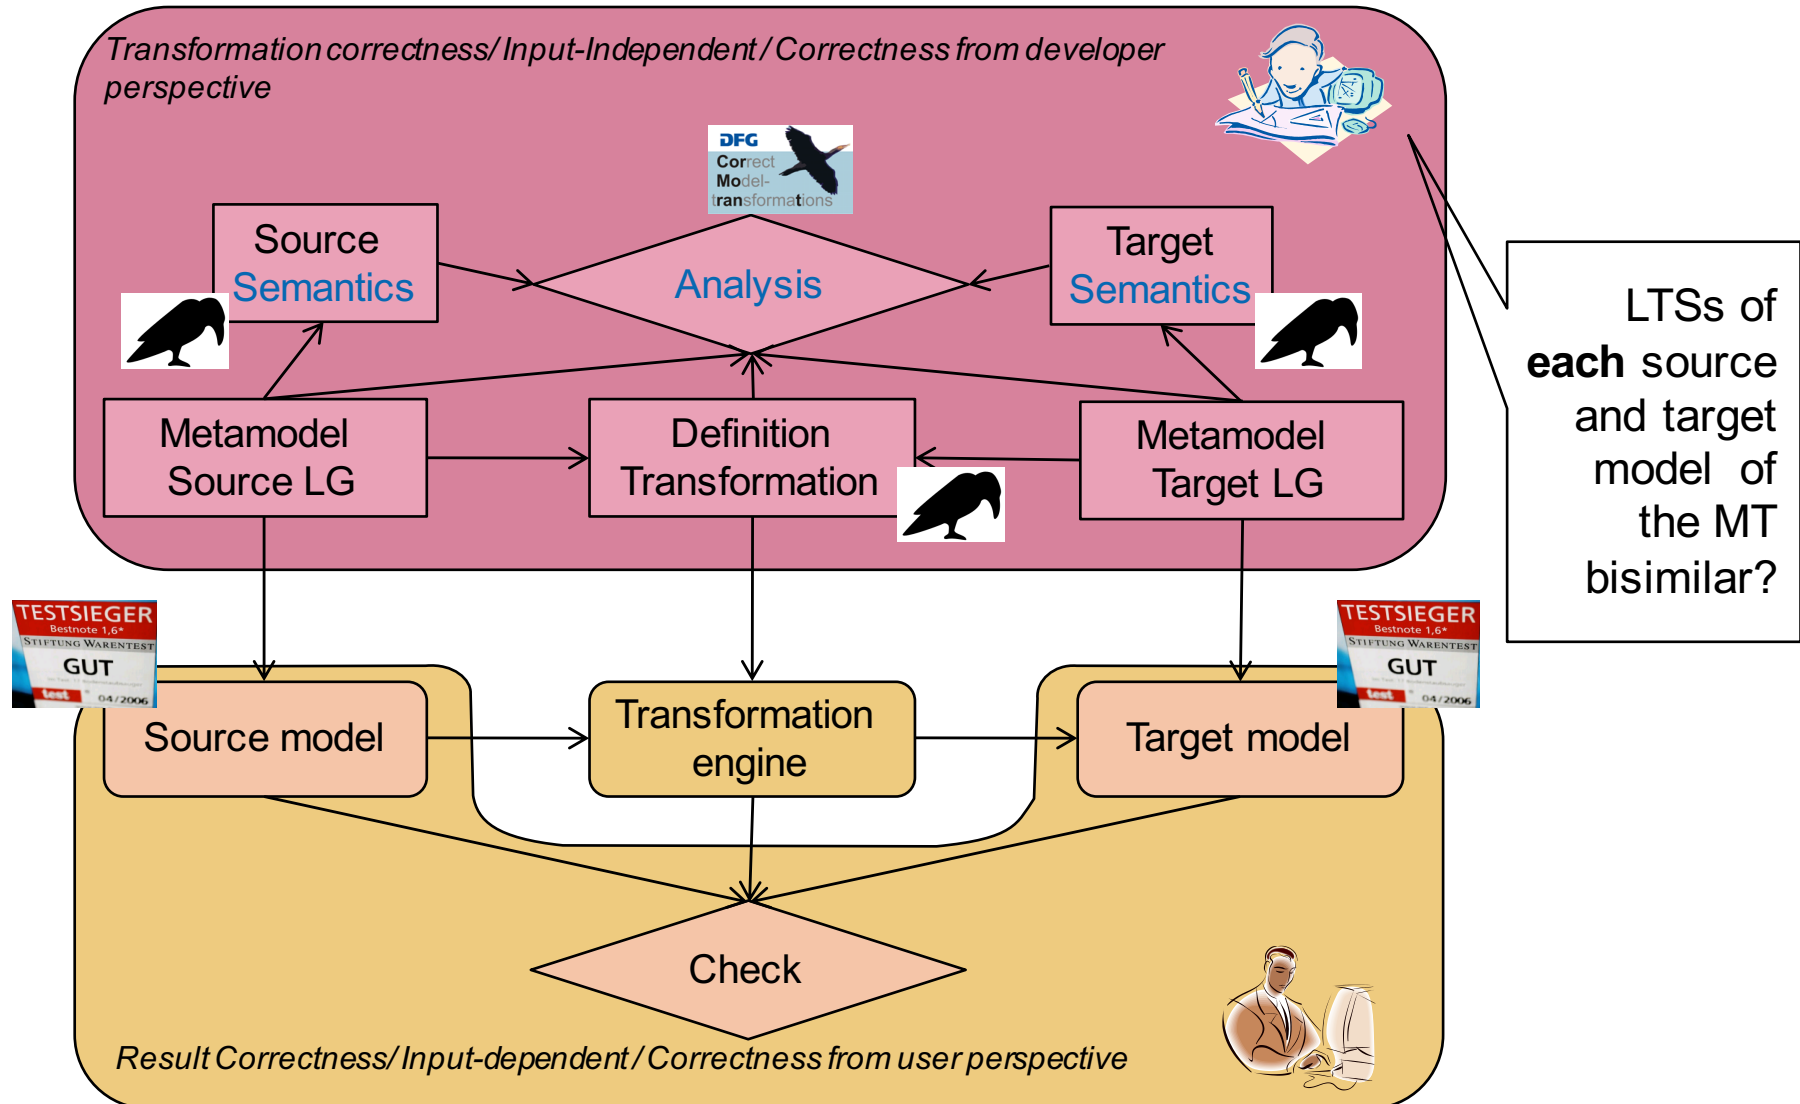 Transformation correctness/ Input-Independent / Correctness from developer
perspective
DFG
Correct
Model-
transformations
Source
Semantics
Analysis
Target
Semantics
LTSs of
each source
and target
model of
the MT
bisimilar?
Metamodel
Source LG
Definition
Transformation
Metamodel
Target LG
TESTSIEGER
Bestnote 1,6*
STIFTUNG WARENTEST
GUT
test
04/2006
TESTSIEGER
Bestnote 1,6*
STIFTUNG WARENTEST
GUT
test
04/2006
Source model
Transformation
engine
Target model
Check
Result Correctness/ Input-dependent / Correctness from user perspective